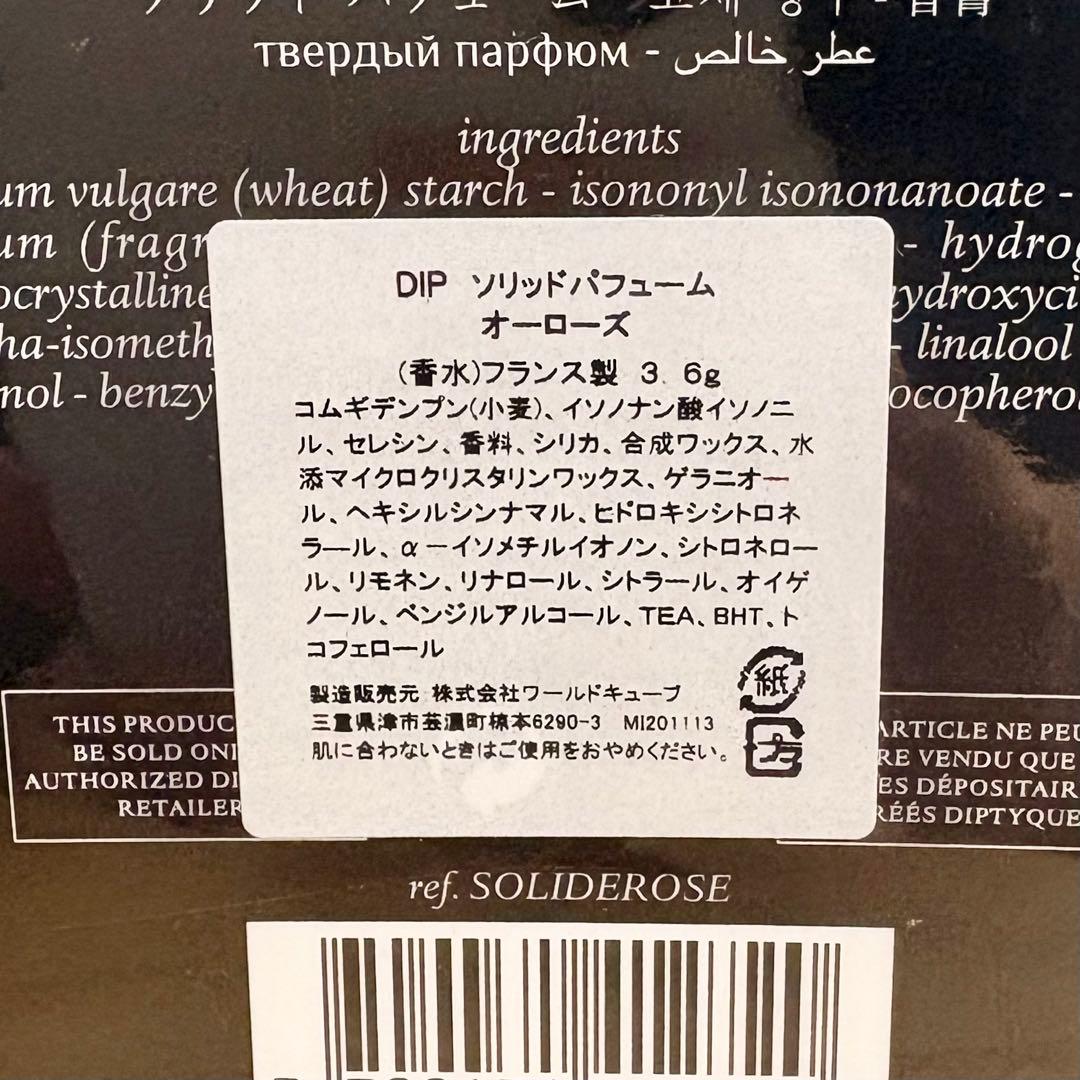 твердый парфюм - عطر خالص
ingredients
um vulgare (wheat) starch - isononyl isononanoate -
um (fragr - hydrog
ocrystalline ydroxyci
ha-isometh - linalool
nol - benzy ocophero
DIP ソリッドパフューム
オーローズ
(香水)フランス製 3.6g
コムギデンプン(小麦)、イソノナン酸イソノニ
ル、セレシン、香料、シリカ、合成ワックス、水
添マイクロクリスタリンワックス、ゲラニオー
ル、ヘキシルシンナマル、ヒドロキシシトロネ
ラール、α-イソメチルイオノン、シトロネロー
ル、リモネン、リナロール、シトラール、オイゲ
ノール、ベンジルアルコール、TEA、BHT、ト
コフェロール
製造販売元 株式会社ワールドキューブ
三重県津市芸濃町椋本6290-3 MI201113
肌に合わないときはご使用をおやめください。
紙
プラ
THIS PRODUC
BE SOLD ONL
AUTHORIZED DI
RETAILER
ARTICLE NE PEU
RE VENDU QUE
ES DÉPOSITAIR
RÉÉS DIPTYQUE
ref. SOLIDEROSE